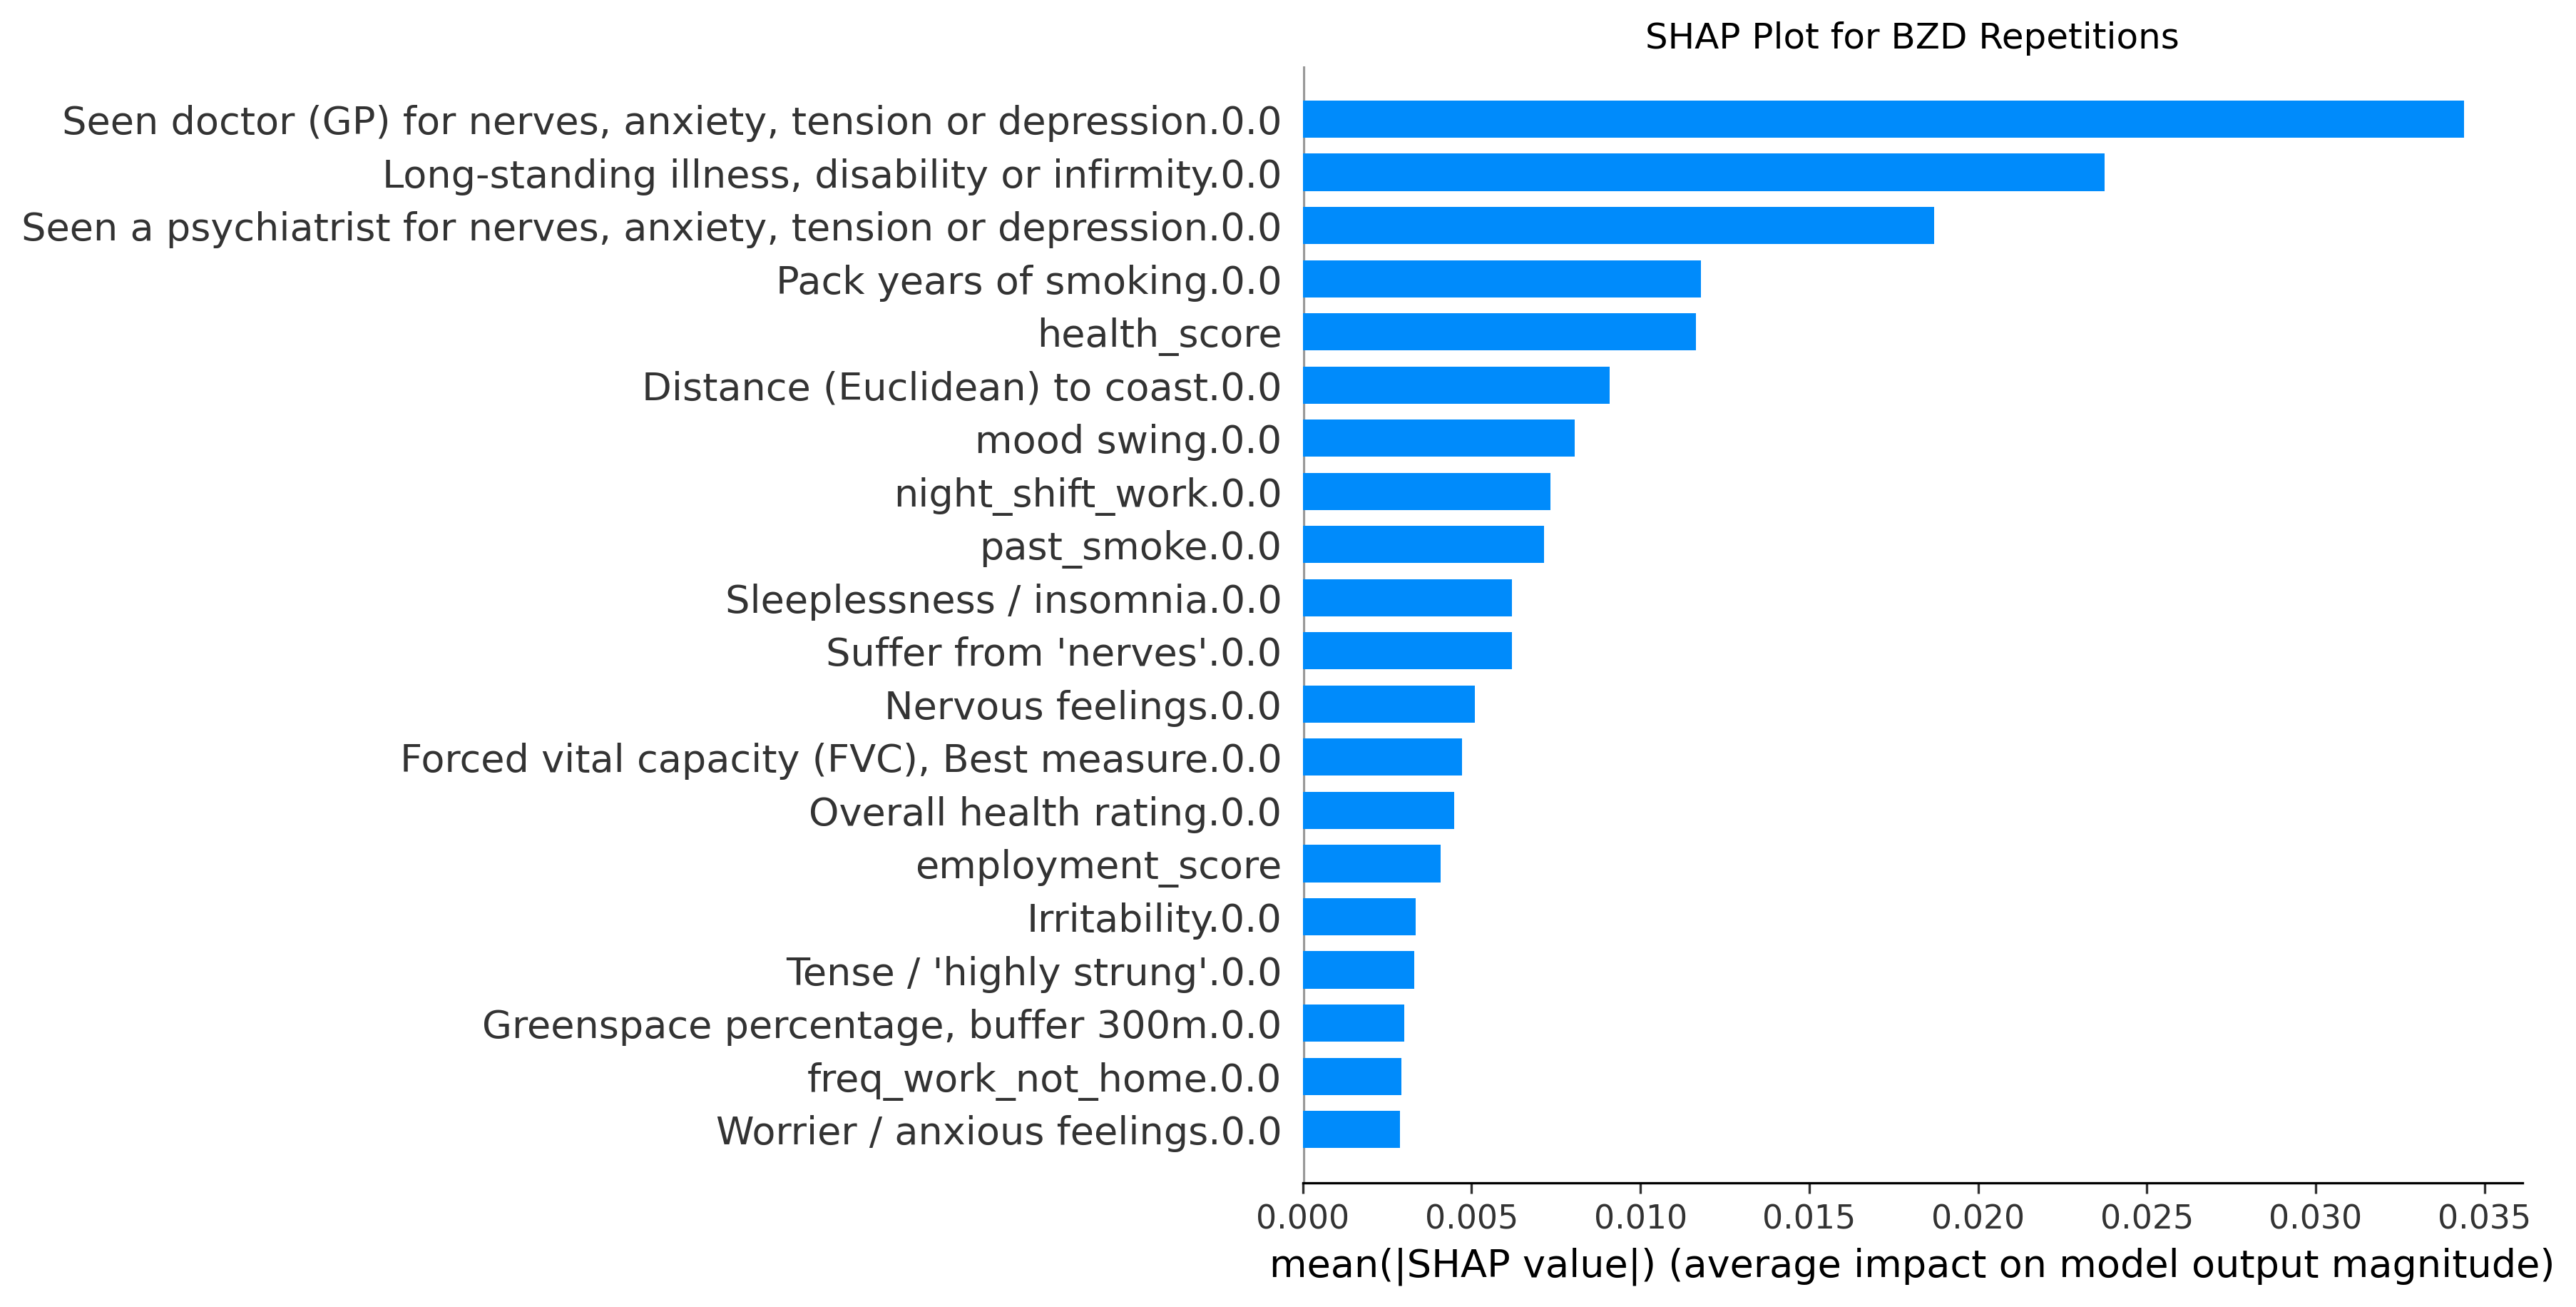 SHAP Plot for BZD Repetitions
Seen doctor (GP) for nerves, anxiety, tension or depression.0.0
Long-standing illness, disability or infirmity.0.0
Seen a psychiatrist for nerves, anxiety, tension or depression.0.0
Pack years of smoking.0.0
health_score
Distance (Euclidean) to coast.0.0
mood swing.0.0
night_shift_work.0.0
past_smoke.0.0
Sleeplessness / insomnia.0.0
Suffer from 'nerves'.0.0
Nervous feelings.0.0
Forced vital capacity (FVC), Best measure.0.0
Overall health rating.0.0
employment_score
Irritability.0.0
Tense / 'highly strung'.0.0
Greenspace percentage, buffer 300m.0.0
freq_work_not_home.0.0
Worrier / anxious feelings.0.0
0.000 0.005 0.010 0.015 0.020 0.025 0.030 0.035
mean(|SHAP value|) (average impact on model output magnitude)